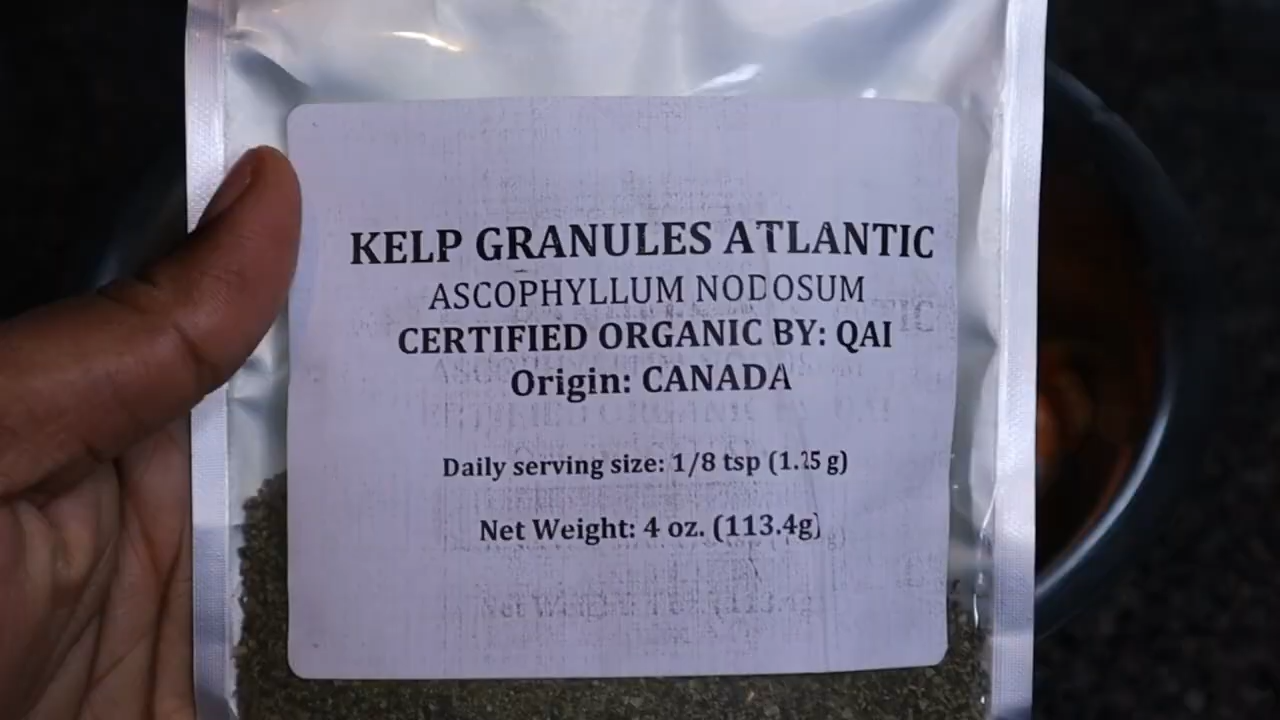 KELP GRANULES ATLANTIC
ASCOPHYLLUM NODOSUM
CERTIFIED ORGANIC BY: QAI
Origin: CANADA
Daily serving size: 1/8 tsp (1.25 g)
Net Weight: 4 oz. (113.4g)